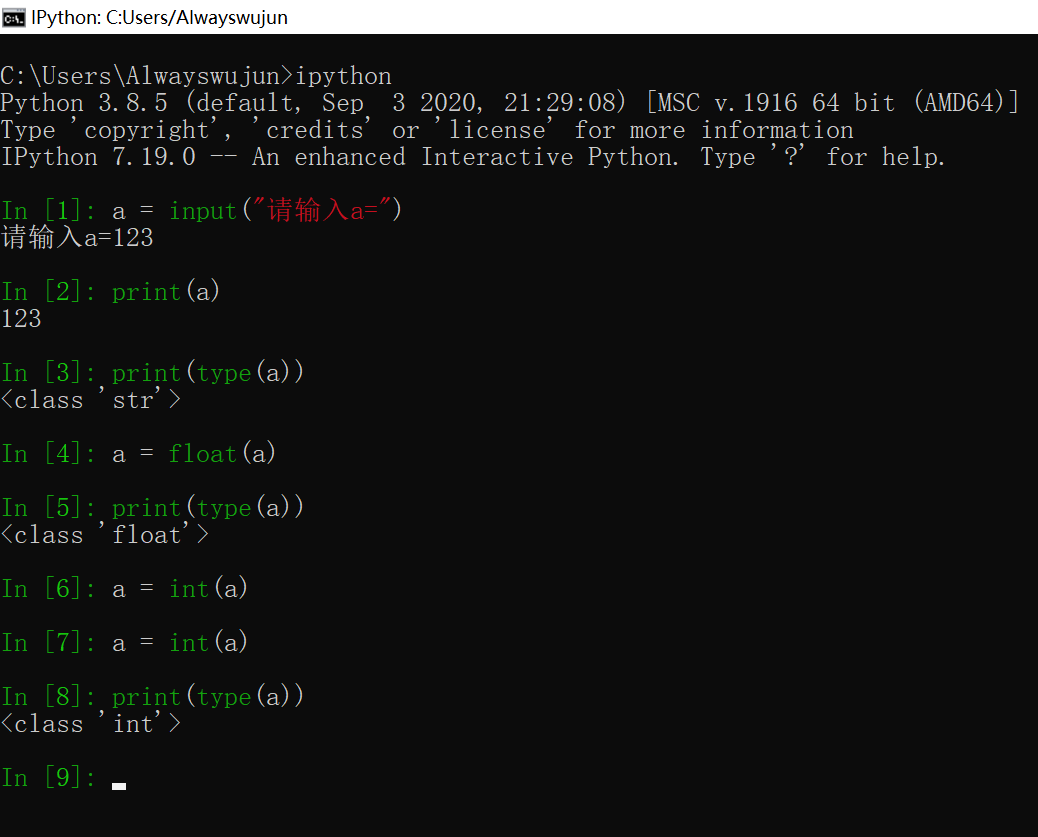 IPython: C:Users/Alwayswujun
C:\Users\Alwayswujun>ipython
Python 3.8.5 (default, Sep  3 2020, 21:29:08) [MSC v.1916 64 bit (AMD64)]
Type 'copyright', 'credits' or 'license' for more information
IPython 7.19.0 -- An enhanced Interactive Python. Type '?' for help.
In [1]: a = input("请输入a=")
请输入a=123
In [2]: print(a)
123
In [3]: print(type(a))
<class 'str'>
In [4]: a = float(a)
In [5]: print(type(a))
<class 'float'>
In [6]: a = int(a)
In [7]: a = int(a)
In [8]: print(type(a))
<class 'int'>
In [9]: